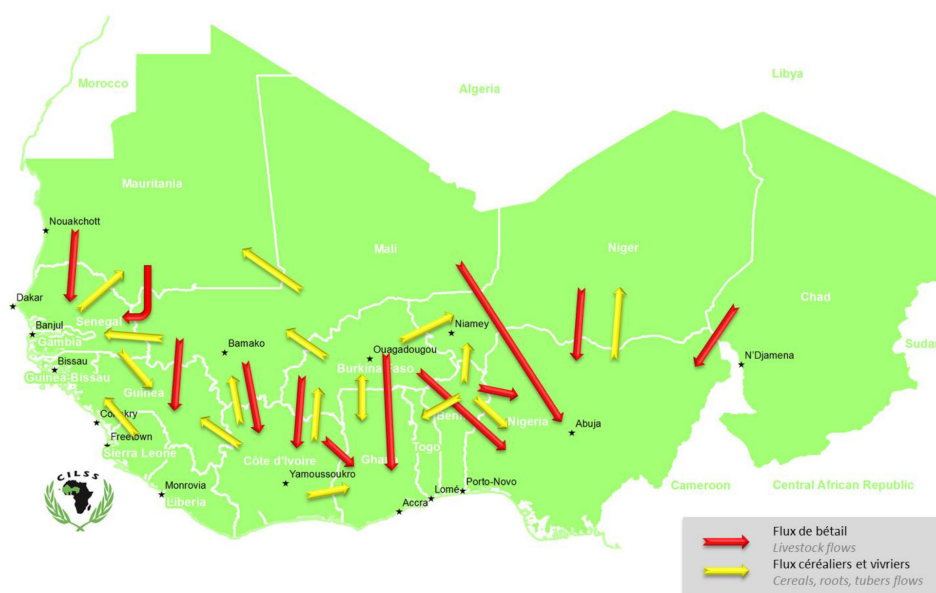 Morocco
Libya
Algeria
Mauritania
Nouakchott
Mali
Niger
Chad
Dakar
Senegal
Banjul
Gambia
Niamey
Bamako
Ouagadougou
Burkina Faso
N'Djamena
Sudan
Bissau
Guinea-Bissau
Guinea
Conakry
Freetown
Sierra Leone
Benin
Nigeria
Abuja
Côte d'Ivoire
Ghana
Togo
CILSS
Monrovia
Liberia
Yamoussoukro
Accra
Lomé
Porto-Novo
Cameroon
Central African Republic
Flux de bétail
Livestock flows
Flux céréaliers et vivriers
Cereals, roots, tubers flows